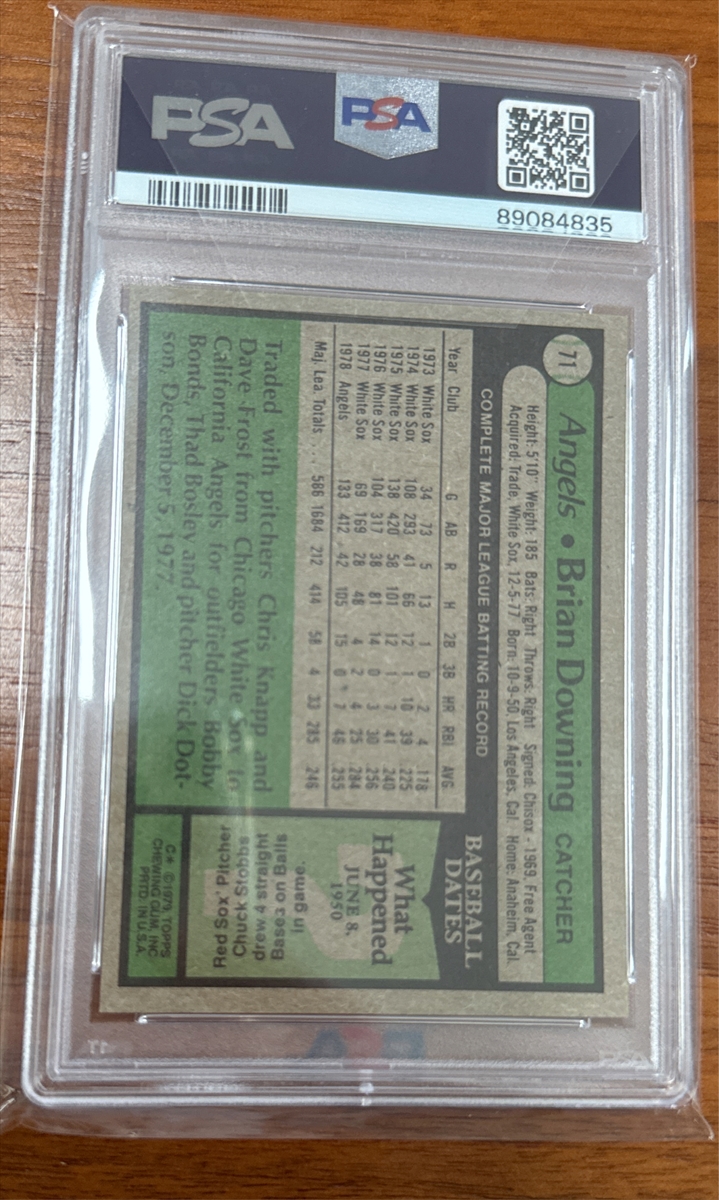 PSA
PSA
89084835
71
Angels • Brian Downing CATCHER
Height: 5'10" Weight: 185 Bats: Right Throws: Right Signed: Chisox - 1969, Free Agent
Acquired: Trade, White Sox, 12-5-77 Born: 10-9-50, Los Angeles, Cal. Home: Anaheim, Cal.
COMPLETE MAJOR LEAGUE BATTING RECORD
Year Club G AB R H 2B 3B HR RBI AVG.
1973 White Sox 34 73 5 13 1 0 2 4 .178
1974 White Sox 108 293 41 66 12 1 10 39 .225
1975 White Sox 138 420 58 101 12 1 7 41 .240
1976 White Sox 104 317 38 81 14 0 3 30 .256
1977 White Sox 69 169 28 48 4 2 4 25 .284
1978 Angels 133 412 42 105 15 0 7 46 .255
Maj. Lea. Totals . . . 586 1684 212 414 58 4 33 285 .246
Traded with pitchers Chris Knapp and
Dave Frost from Chicago White Sox to
California Angels for outfielders Bobby
Bonds, Thad Bosley and pitcher Dick Dot-
son, December 5, 1977.
BASEBALL
DATES
What
Happened
JUNE 8,
1950
Red Sox Pitcher
Chuck Stobbs
drew 4 straight
Bases on Balls
in game.
C* ©1979, TOPPS
CHEWING GUM, INC.
PRTD. IN U.S.A.
PSA